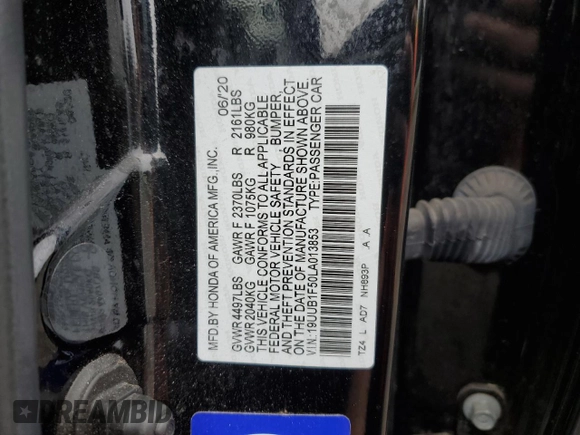 MFD.BY HONDA OF AMERICA MFG.,INC. 06/20
GVWR 4497LBS GAWR F 2370LBS R 2161LBS
GVWR 2040KG GAWR F 1075KG R 980KG
THIS VEHICLE CONFORMS TO ALL APPLICABLE
FEDERAL MOTOR VEHICLE SAFETY , BUMPER,
AND THEFT PREVENTION STANDARDS IN EFFECT
ON THE DATE OF MANUFACTURE SHOWN ABOVE.
V.I.N.:19UUB1F50LA013853 TYPE:PASSENGER CAR
TZ4 L AD7 NH893P A .A
DREAMBID